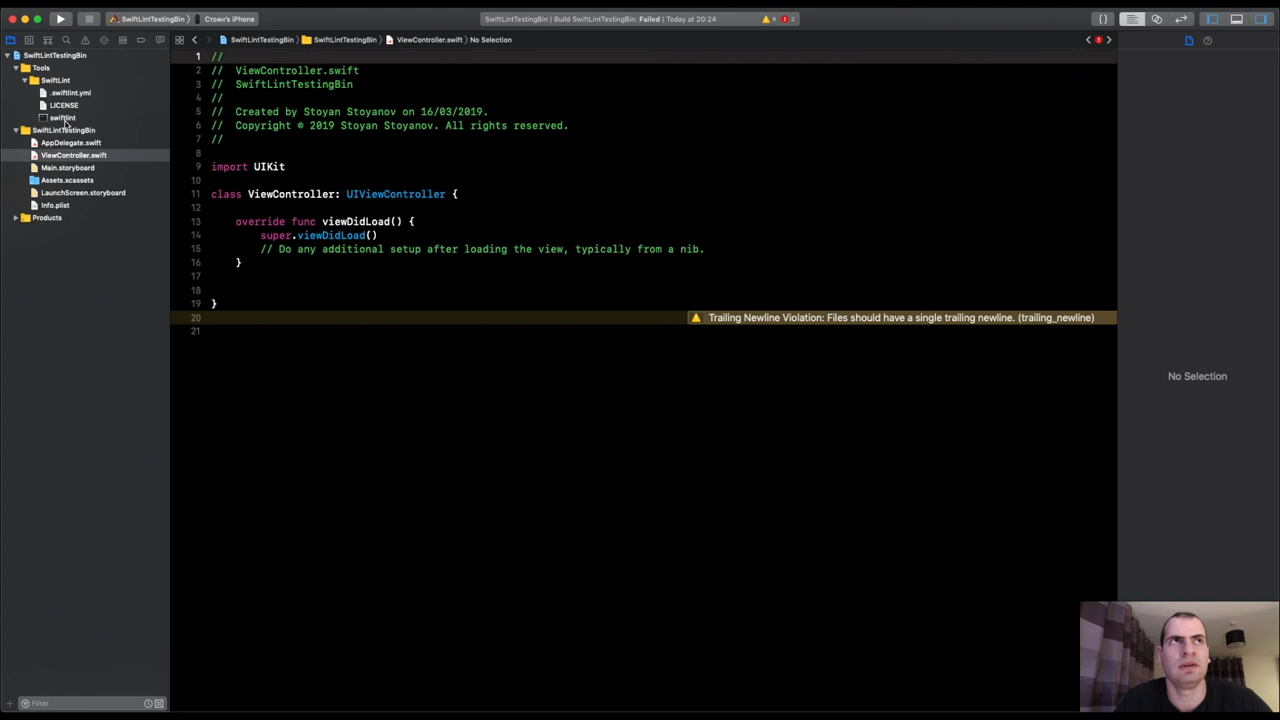 SwiftLintTestingBin 〉 Стоян's iPhone
SwiftLintTestingBin | Build SwiftLintTestingBin: Failed | Today at 20:24
2
SwiftLintTestingBin 〉 SwiftLintTestingBin 〉 ViewController.swift 〉 No Selection
SwiftLintTestingBin
Tools
SwiftLint
.swiftlint.yml
LICENSE
swiftlint
SwiftLintTestingBin
AppDelegate.swift
ViewController.swift
Main.storyboard
Assets.xcassets
LaunchScreen.storyboard
Info.plist
Products
Filter
1 //
2 // ViewController.swift
3 // SwiftLintTestingBin
4 //
5 // Created by Stoyan Stoyanov on 16/03/2019.
6 // Copyright © 2019 Stoyan Stoyanov. All rights reserved.
7 //
8
9 import UIKit
10
11 class ViewController: UIViewController {
12
13 override func viewDidLoad() {
14 super.viewDidLoad()
15 // Do any additional setup after loading the view, typically from a nib.
16 }
17
18
19 }
20 Trailing Newline Violation: Files should have a single trailing newline. (trailing_newline)
21
No Selection